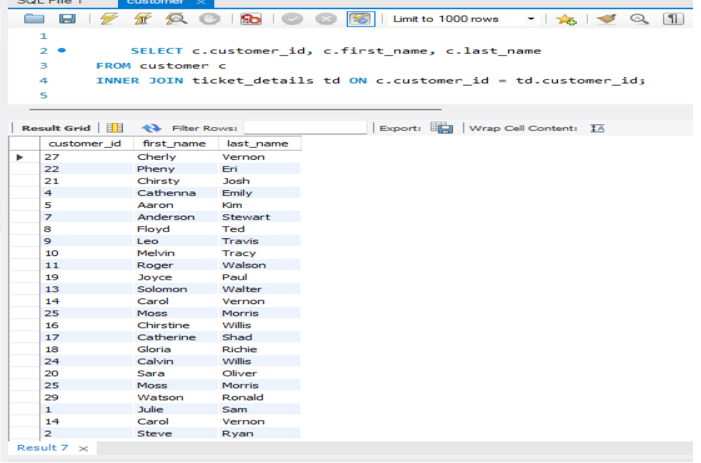 SQL File 1 customer
Limit to 1000 rows
1
2 SELECT c.customer_id, c.first_name, c.last_name
3 FROM customer c
4 INNER JOIN ticket_details td ON c.customer_id = td.customer_id;
5
Result Grid Filter Rows: Export: Wrap Cell Content:
customer_id first_name last_name
27 Cherly Vernon
22 Pheny Eri
21 Chirsty Josh
4 Cathenna Emily
5 Aaron Kim
7 Anderson Stewart
8 Floyd Ted
9 Leo Travis
10 Melvin Tracy
11 Roger Walson
19 Joyce Paul
13 Solomon Walter
14 Carol Vernon
25 Moss Morris
16 Chirstine Willis
17 Catherine Shad
18 Gloria Richie
24 Calvin Willis
20 Sara Oliver
25 Moss Morris
29 Watson Ronald
1 Julie Sam
14 Carol Vernon
2 Steve Ryan
Result 7